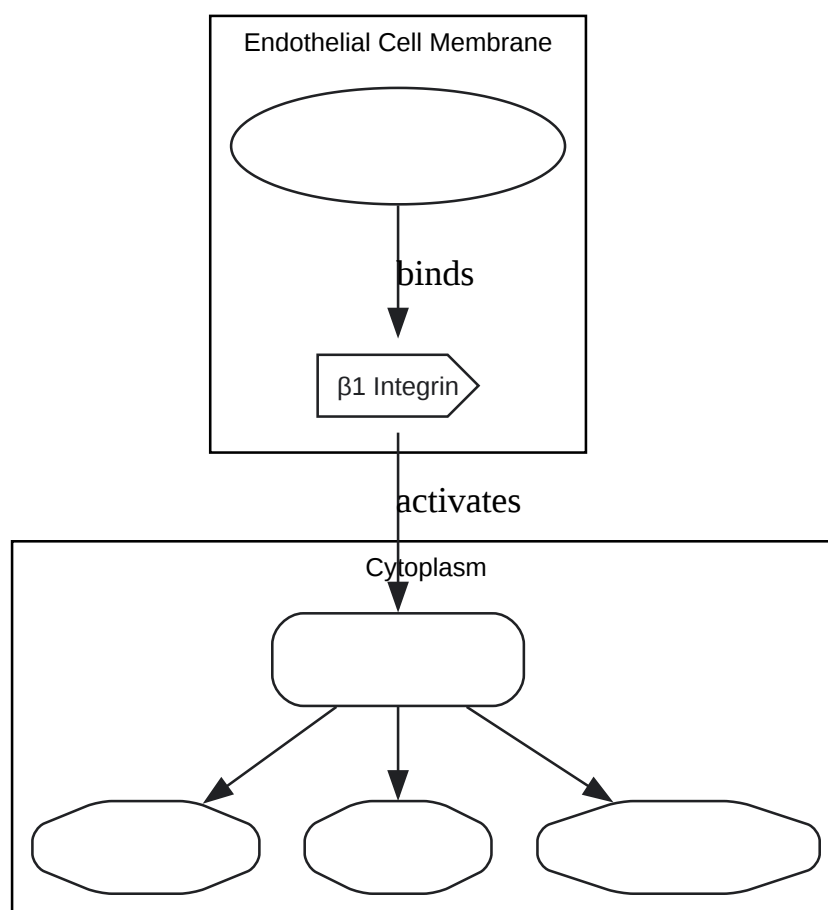 Endothelial Cell Membrane
binds
β1 Integrin
activates
Cytoplasm